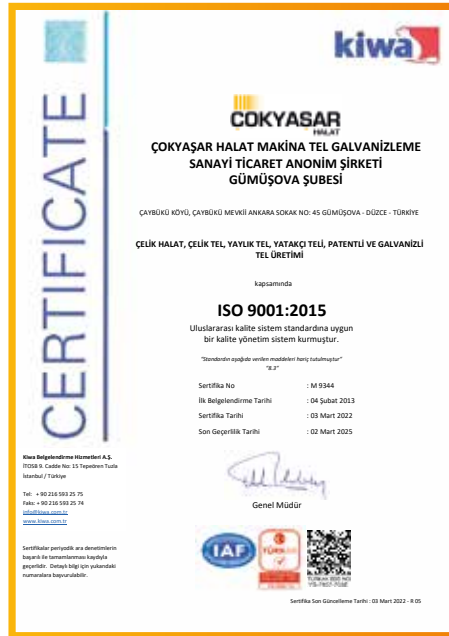 kiwa
CERTIFICATE
ÇOKYAŞAR
HALAT
ÇOKYAŞAR HALAT MAKİNA TEL GALVANİZLEME
SANAYİ TİCARET ANONİM ŞİRKETİ
GÜMÜŞOVA ŞUBESİ
ÇAYBÜKÜ KÖYÜ, ÇAYBÜKÜ MEVKİİ ANKARA SOKAK NO: 45 GÜMÜŞOVA - DÜZCE - TÜRKİYE
ÇELİK HALAT, ÇELİK TEL, YAYLIK TEL, YATAKÇI TELİ, PATENTLİ VE GALVANİZLİ
TEL ÜRETİMİ
kapsamında
ISO 9001:2015
Uluslararası kalite sistem standardına uygun
bir kalite yönetim sistem kurmuştur.
"Standardın aşağıda verilen maddeleri hariç tutulmuştur"
"8.3"
Sertifika No : M 9344
İlk Belgelendirme Tarihi : 04 Şubat 2013
Sertifika Tarihi : 03 Mart 2022
Son Geçerlilik Tarihi : 02 Mart 2025
Genel Müdür
Kiwa Belgelendirme Hizmetleri A.Ş.
İTOSB 9. Cadde No: 15 Tepeören Tuzla
İstanbul / Türkiye
Tel: + 90 216 593 25 75
Faks: + 90 216 593 25 74
info@kiwa.com.tr
www.kiwa.com.tr
Sertifikalar periyodik ara denetimlerin
başarılı ile tamamlanması kaydıyla
geçerlidir. Detaylı bilgi için yukarıdaki
numaralara başvurulabilir.
IAF
TÜRKAK
Sertifika Son Güncelleme Tarihi : 03 Mart 2022 - R 05